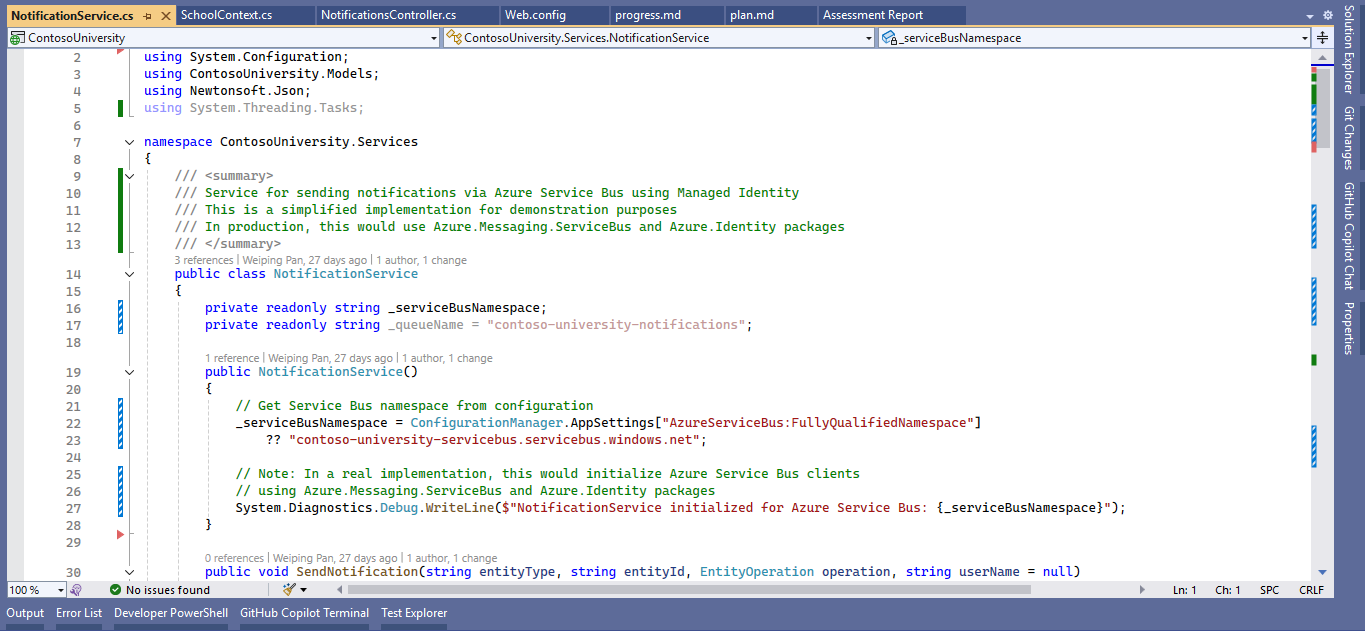 NotificationService.cs SchoolContext.cs NotificationsController.cs Web.config progress.md plan.md Assessment Report
ContosoUniversity ContosoUniversity.Services.NotificationService _serviceBusNamespace
2 using System.Configuration;
3 using ContosoUniversity.Models;
4 using Newtonsoft.Json;
5 using System.Threading.Tasks;
6
7 namespace ContosoUniversity.Services
8 {
9 /// <summary>
10 /// Service for sending notifications via Azure Service Bus using Managed Identity
11 /// This is a simplified implementation for demonstration purposes
12 /// In production, this would use Azure.Messaging.ServiceBus and Azure.Identity packages
13 /// </summary>
3 references | Weiping Pan, 27 days ago | 1 author, 1 change
14 public class NotificationService
15 {
16 private readonly string _serviceBusNamespace;
17 private readonly string _queueName = "contoso-university-notifications";
18
1 reference | Weiping Pan, 27 days ago | 1 author, 1 change
19 public NotificationService()
20 {
21 // Get Service Bus namespace from configuration
22 _serviceBusNamespace = ConfigurationManager.AppSettings["AzureServiceBus:FullyQualifiedNamespace"]
23 ?? "contoso-university-servicebus.servicebus.windows.net";
24
25 // Note: In a real implementation, this would initialize Azure Service Bus clients
26 // using Azure.Messaging.ServiceBus and Azure.Identity packages
27 System.Diagnostics.Debug.WriteLine($"NotificationService initialized for Azure Service Bus: {_serviceBusNamespace}");
28 }
29
0 references | Weiping Pan, 27 days ago | 1 author, 1 change
30 public void SendNotification(string entityType, string entityId, EntityOperation operation, string userName = null)
100 % No issues found Ln: 1 Ch: 1 SPC CRLF
Output Error List Developer PowerShell GitHub Copilot Terminal Test Explorer
Solution Explorer
Git Changes
GitHub Copilot Chat
Properties